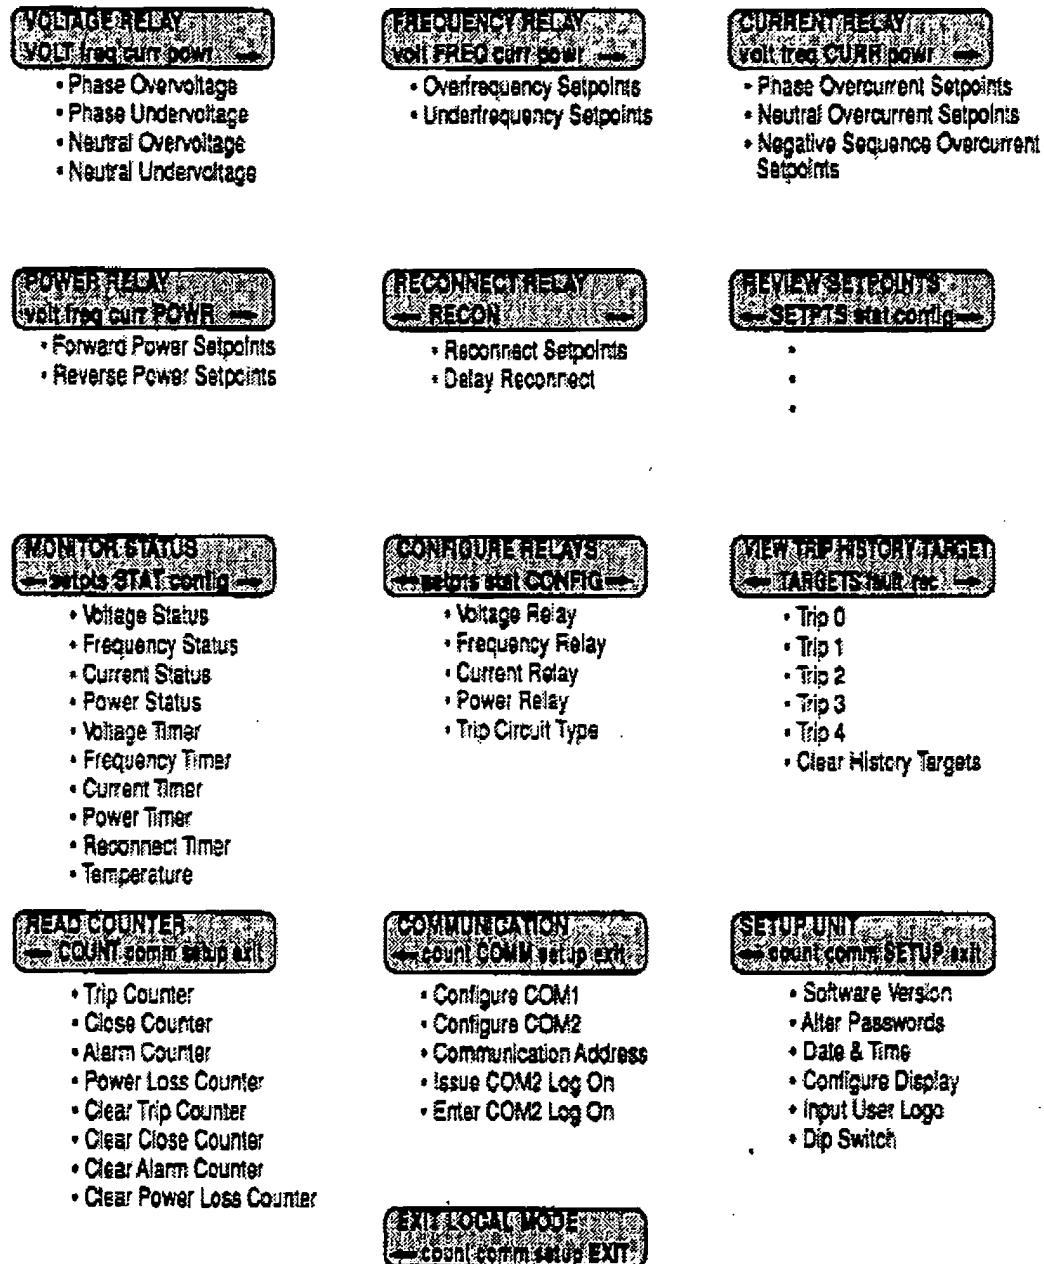 VOLTAGE RELAY
VOLT freq curr powr →
• Phase Overvoltage
• Phase Undervoltage
• Neutral Overvoltage
• Neutral Undervoltage
FREQUENCY RELAY
volt FREQ curr powr →
• Overfrequency Setpoints
• Underfrequency Setpoints
CURRENT RELAY
volt freq CURR powr →
• Phase Overcurrent Setpoints
• Neutral Overcurrent Setpoints
• Negative Sequence Overcurrent
Setpoints
POWER RELAY
volt freq curr POWR →
• Forward Power Setpoints
• Reverse Power Setpoints
RECONNECT RELAY
← RECON →
• Reconnect Setpoints
• Delay Reconnect
REVIEW SETPOINTS
← SETPTS stat config →
•
•
•
MONITOR STATUS
← setpts STAT config →
• Voltage Status
• Frequency Status
• Current Status
• Power Status
• Voltage Timer
• Frequency Timer
• Current Timer
• Power Timer
• Reconnect Timer
• Temperature
CONFIGURE RELAYS
← setpts stat CONFIG →
• Voltage Relay
• Frequency Relay
• Current Relay
• Power Relay
• Trip Circuit Type
VIEW TRIP HISTORY TARGET
← TARGETS fault rec →
• Trip 0
• Trip 1
• Trip 2
• Trip 3
• Trip 4
• Clear History Targets
READ COUNTER
← COUNT comm setup exit
• Trip Counter
• Close Counter
• Alarm Counter
• Power Loss Counter
• Clear Trip Counter
• Clear Close Counter
• Clear Alarm Counter
• Clear Power Loss Counter
COMMUNICATION
← count COMM setup exit
• Configure COM1
• Configure COM2
• Communication Address
• Issue COM2 Log On
• Enter COM2 Log On
SETUP UNIT
← count comm SETUP exit
• Software Version
• Alter Passwords
• Date & Time
• Configure Display
• Input User Logo
• Dip Switch
EXIT LOCAL MODE
← count comm setup EXIT